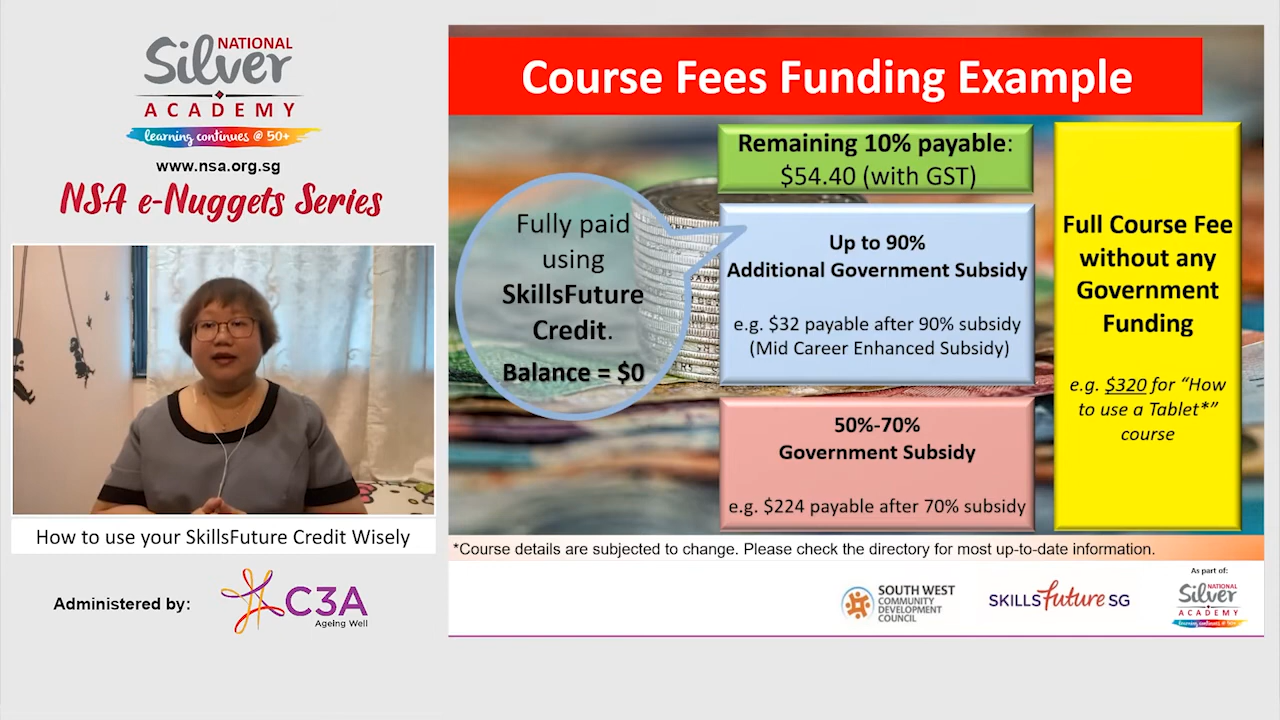 NATIONAL
Silver
ACADEMY
learning continues @ 50+
www.nsa.org.sg
NSA e-Nuggets Series
How to use your SkillsFuture Credit Wisely
Administered by:
C3A
Ageing Well
Course Fees Funding Example
Fully paid
using
SkillsFuture
Credit.
Balance = $0
Remaining 10% payable:
$54.40 (with GST)
Up to 90%
Additional Government Subsidy
e.g. $32 payable after 90% subsidy
(Mid Career Enhanced Subsidy)
50%-70%
Government Subsidy
e.g. $224 payable after 70% subsidy
Full Course Fee
without any
Government
Funding
e.g. $320 for “How
to use a Tablet*”
course
*Course details are subjected to change. Please check the directory for most up-to-date information.
SOUTH WEST
COMMUNITY
DEVELOPMENT
COUNCIL
SKILLSfuture SG
As part of:
NATIONAL
Silver
ACADEMY
learning continues @ 50+